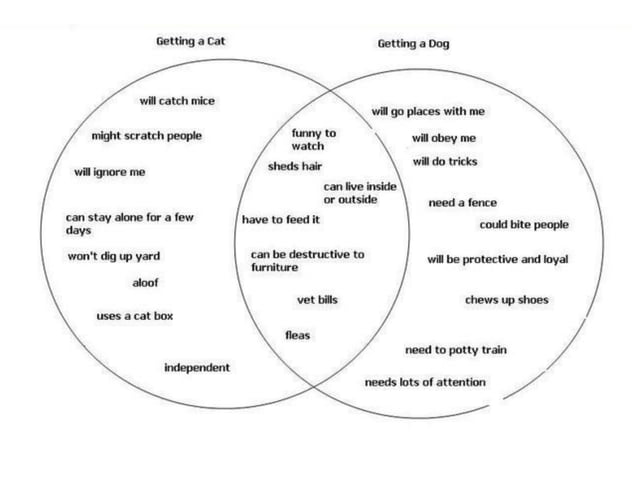 Getting a Cat
Getting a Dog
will catch mice
might scratch people
will ignore me
can stay alone for a few
days
won't dig up yard
aloof
uses a cat box
independent
funny to
watch
sheds hair
can live inside
or outside
have to feed it
can be destructive to
furniture
vet bills
fleas
will go places with me
will obey me
will do tricks
need a fence
could bite people
will be protective and loyal
chews up shoes
need to potty train
needs lots of attention